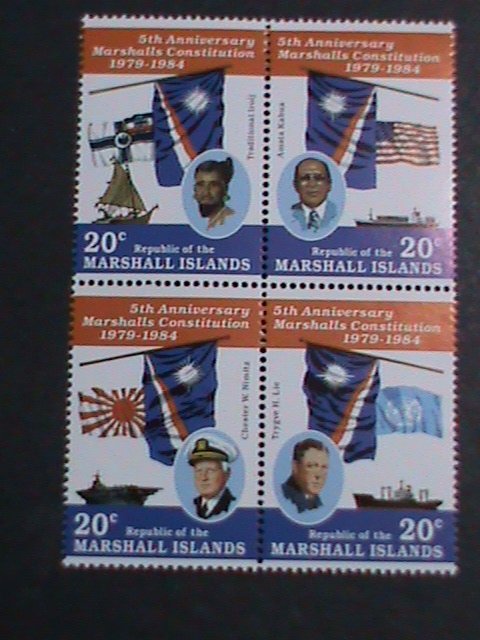 5th Anniversary
Marshalls Constitution
1979-1984
Traditional Iroij
20c
Republic of the
MARSHALL ISLANDS
5th Anniversary
Marshalls Constitution
1979-1984
Amata Kabua
Republic of the
20c
MARSHALL ISLANDS
5th Anniversary
Marshalls Constitution
1979-1984
Chester W. Nimitz
20c
Republic of the
MARSHALL ISLANDS
5th Anniversary
Marshalls Constitution
1979-1984
Trygve H. Lie
Republic of the
20c
MARSHALL ISLANDS